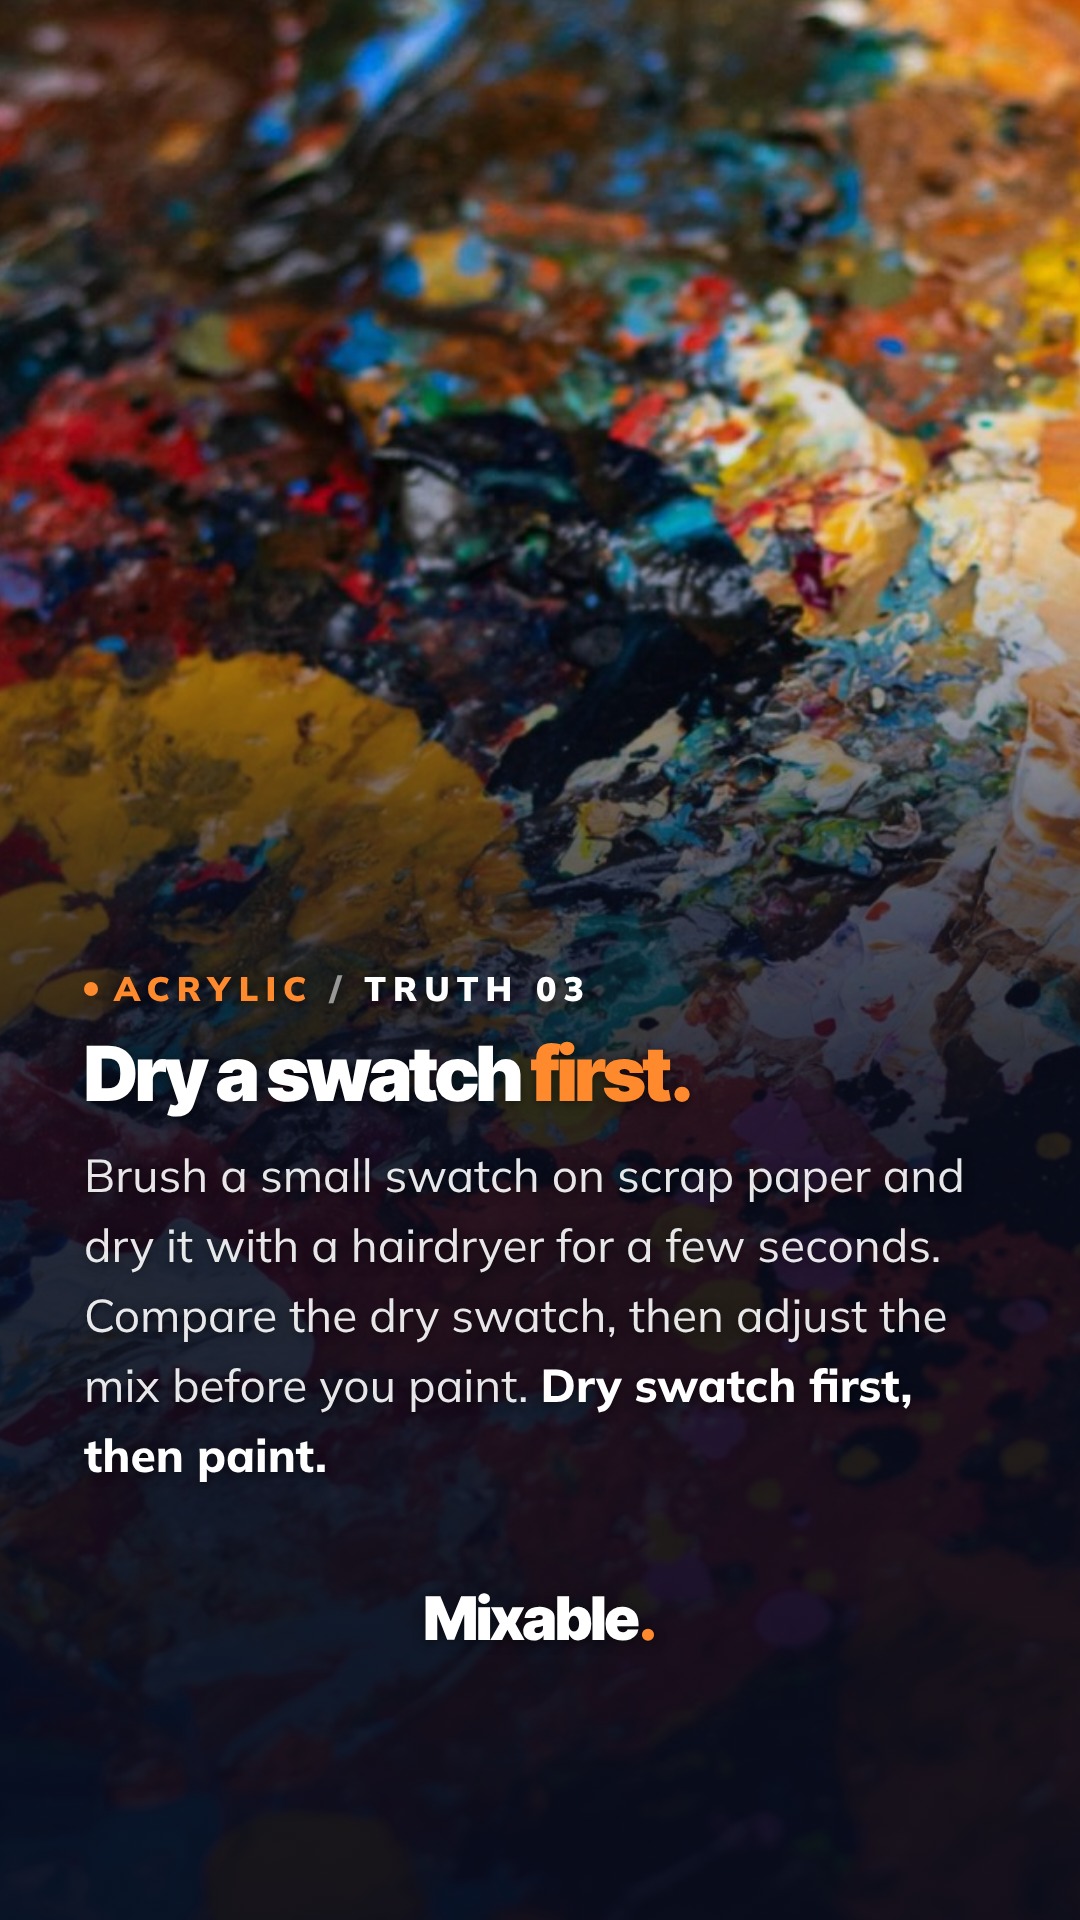 • ACRYLIC / TRUTH 03
Dry a swatch first.
Brush a small swatch on scrap paper and
dry it with a hairdryer for a few seconds.
Compare the dry swatch, then adjust the
mix before you paint. Dry swatch first,
then paint.
Mixable.